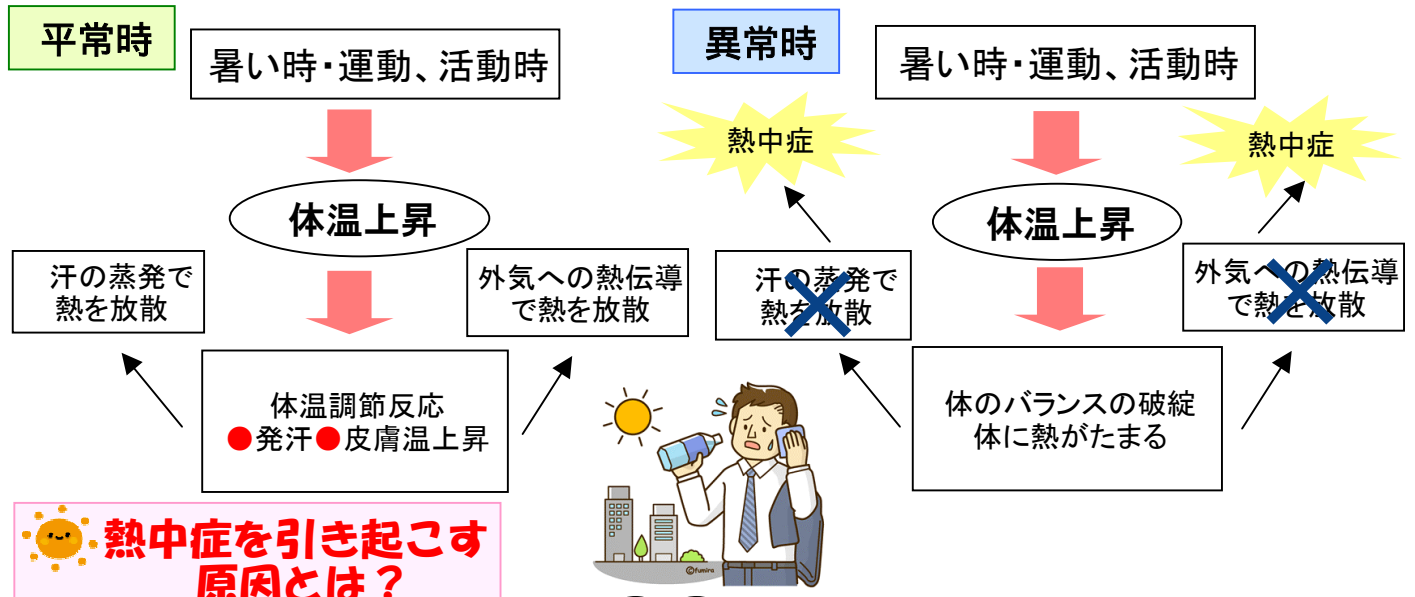 平常時
暑い時・運動、活動時
体温上昇
汗の蒸発で
熱を放散
外気への熱伝導
で熱を放散
体温調節反応
●発汗●皮膚温上昇
異常時
暑い時・運動、活動時
熱中症
熱中症
体温上昇
汗の蒸発で
熱を放散
外気への熱伝導
で熱を放散
体のバランスの破綻
体に熱がたまる
熱中症を引き起こす
原因とは？
©fumira